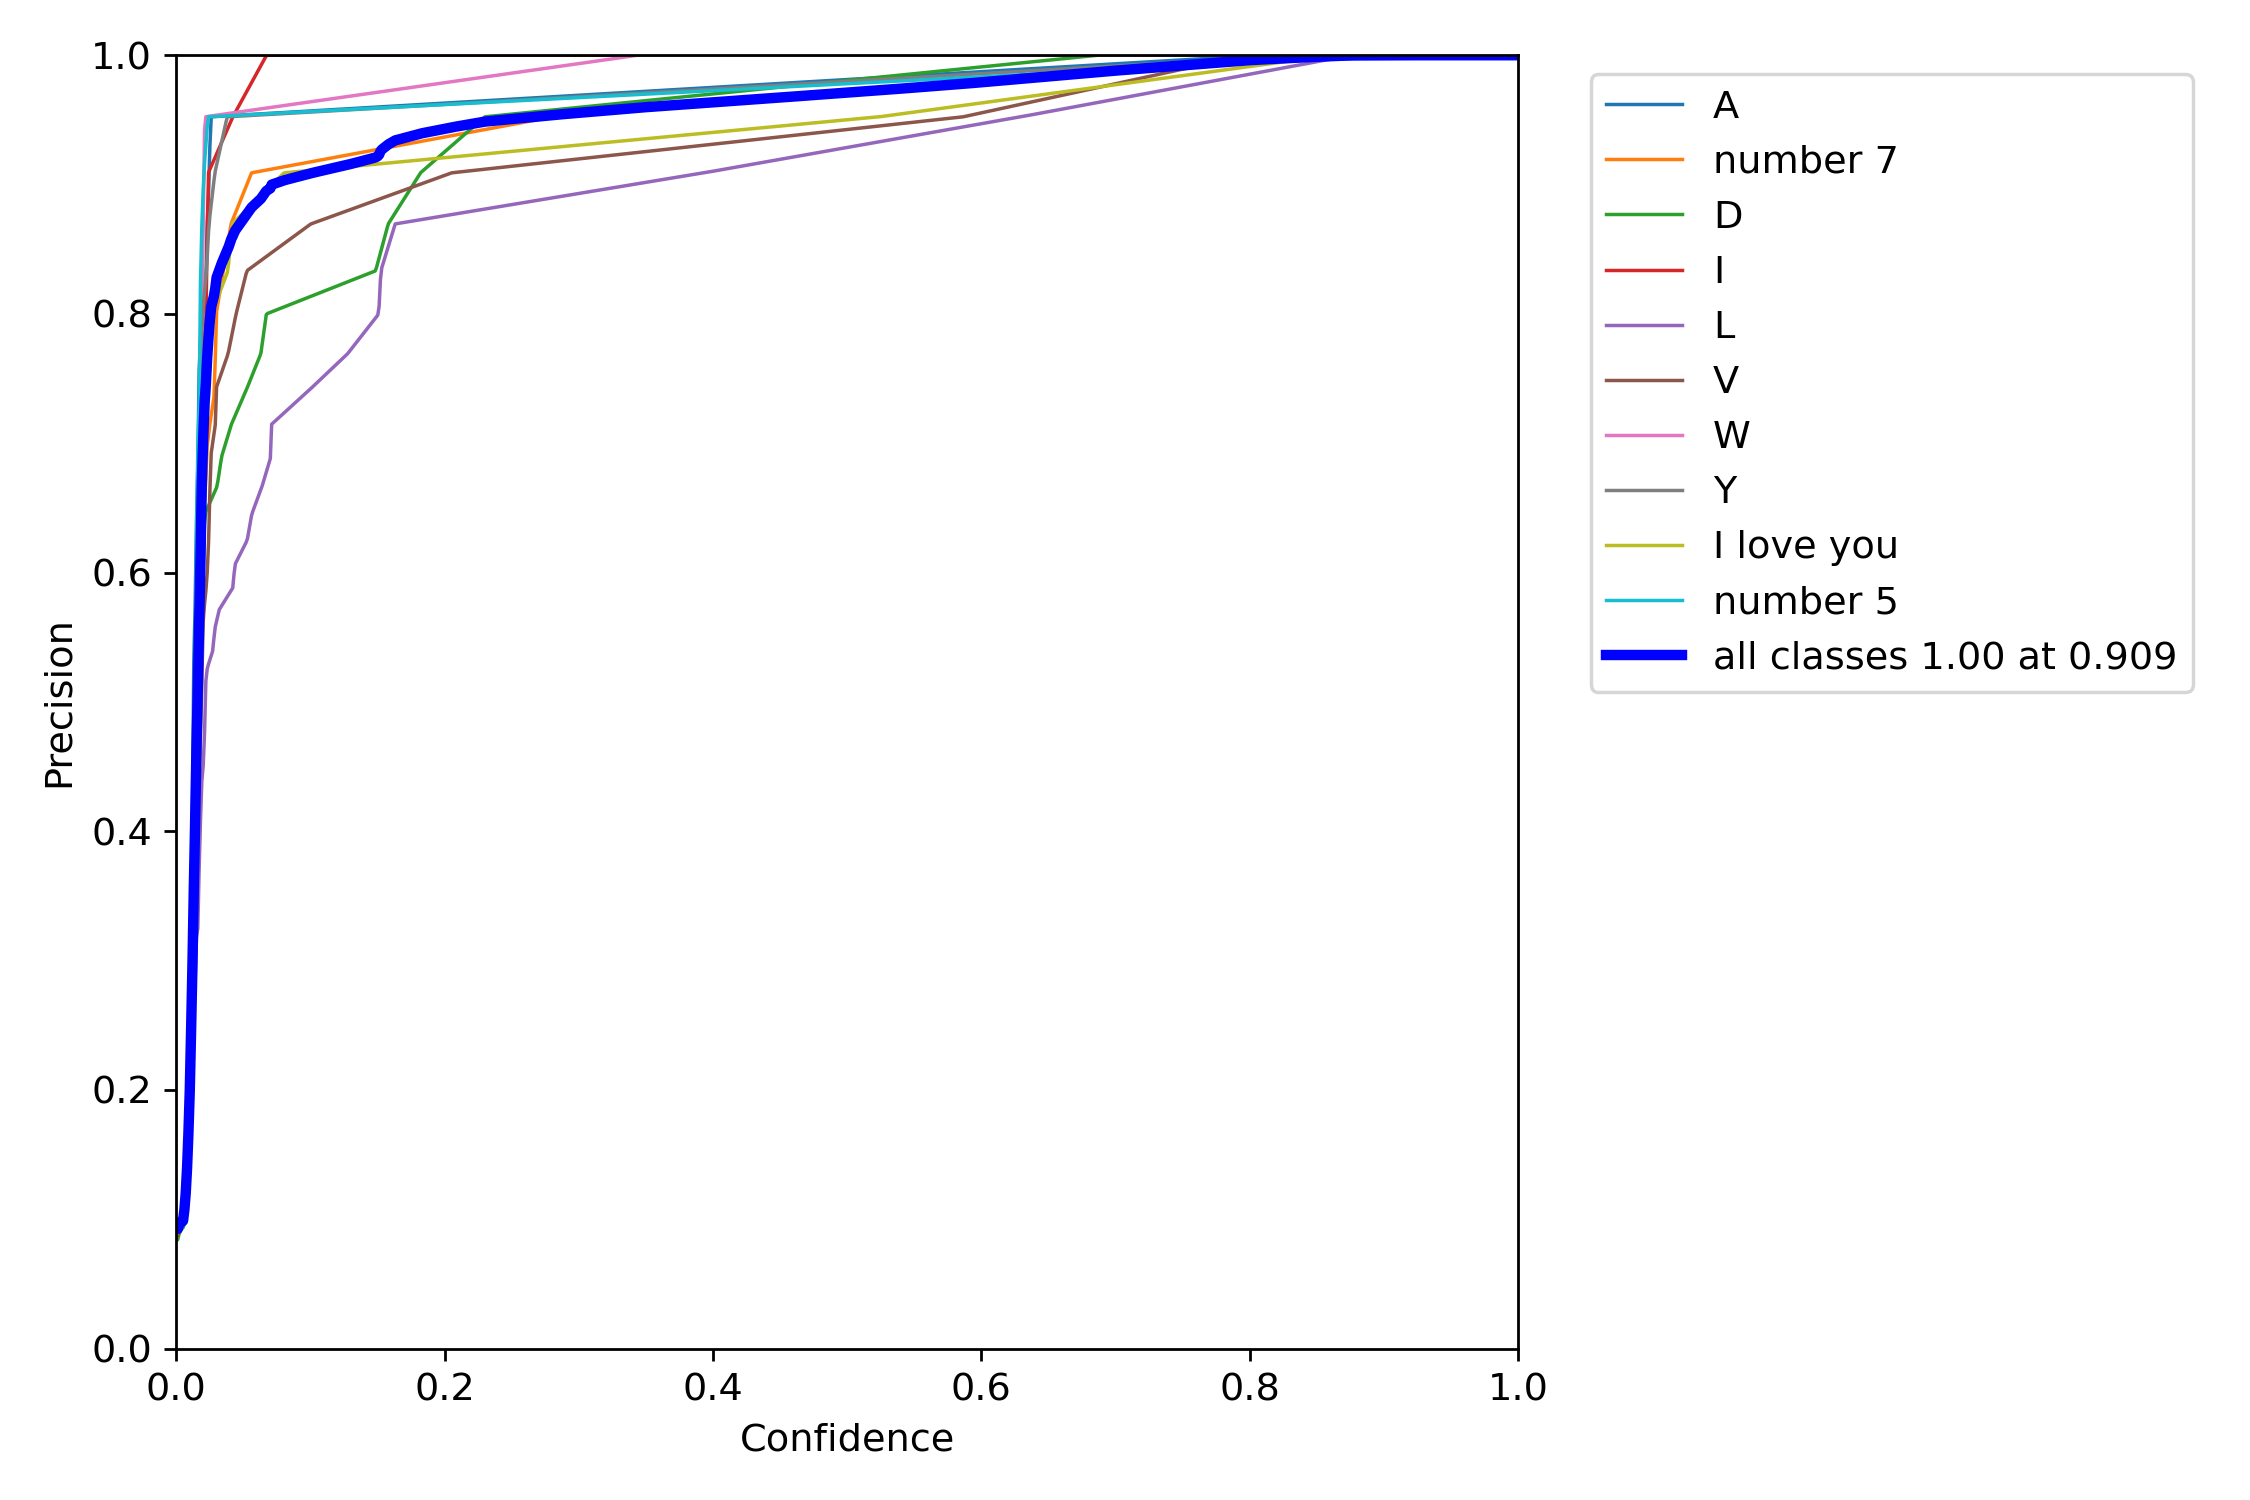 1.0
0.8
0.6
0.4
0.2
0.0
Precision
0.0 0.2 0.4 0.6 0.8 1.0
Confidence
A
number 7
D
I
L
V
W
Y
I love you
number 5
all classes 1.00 at 0.909